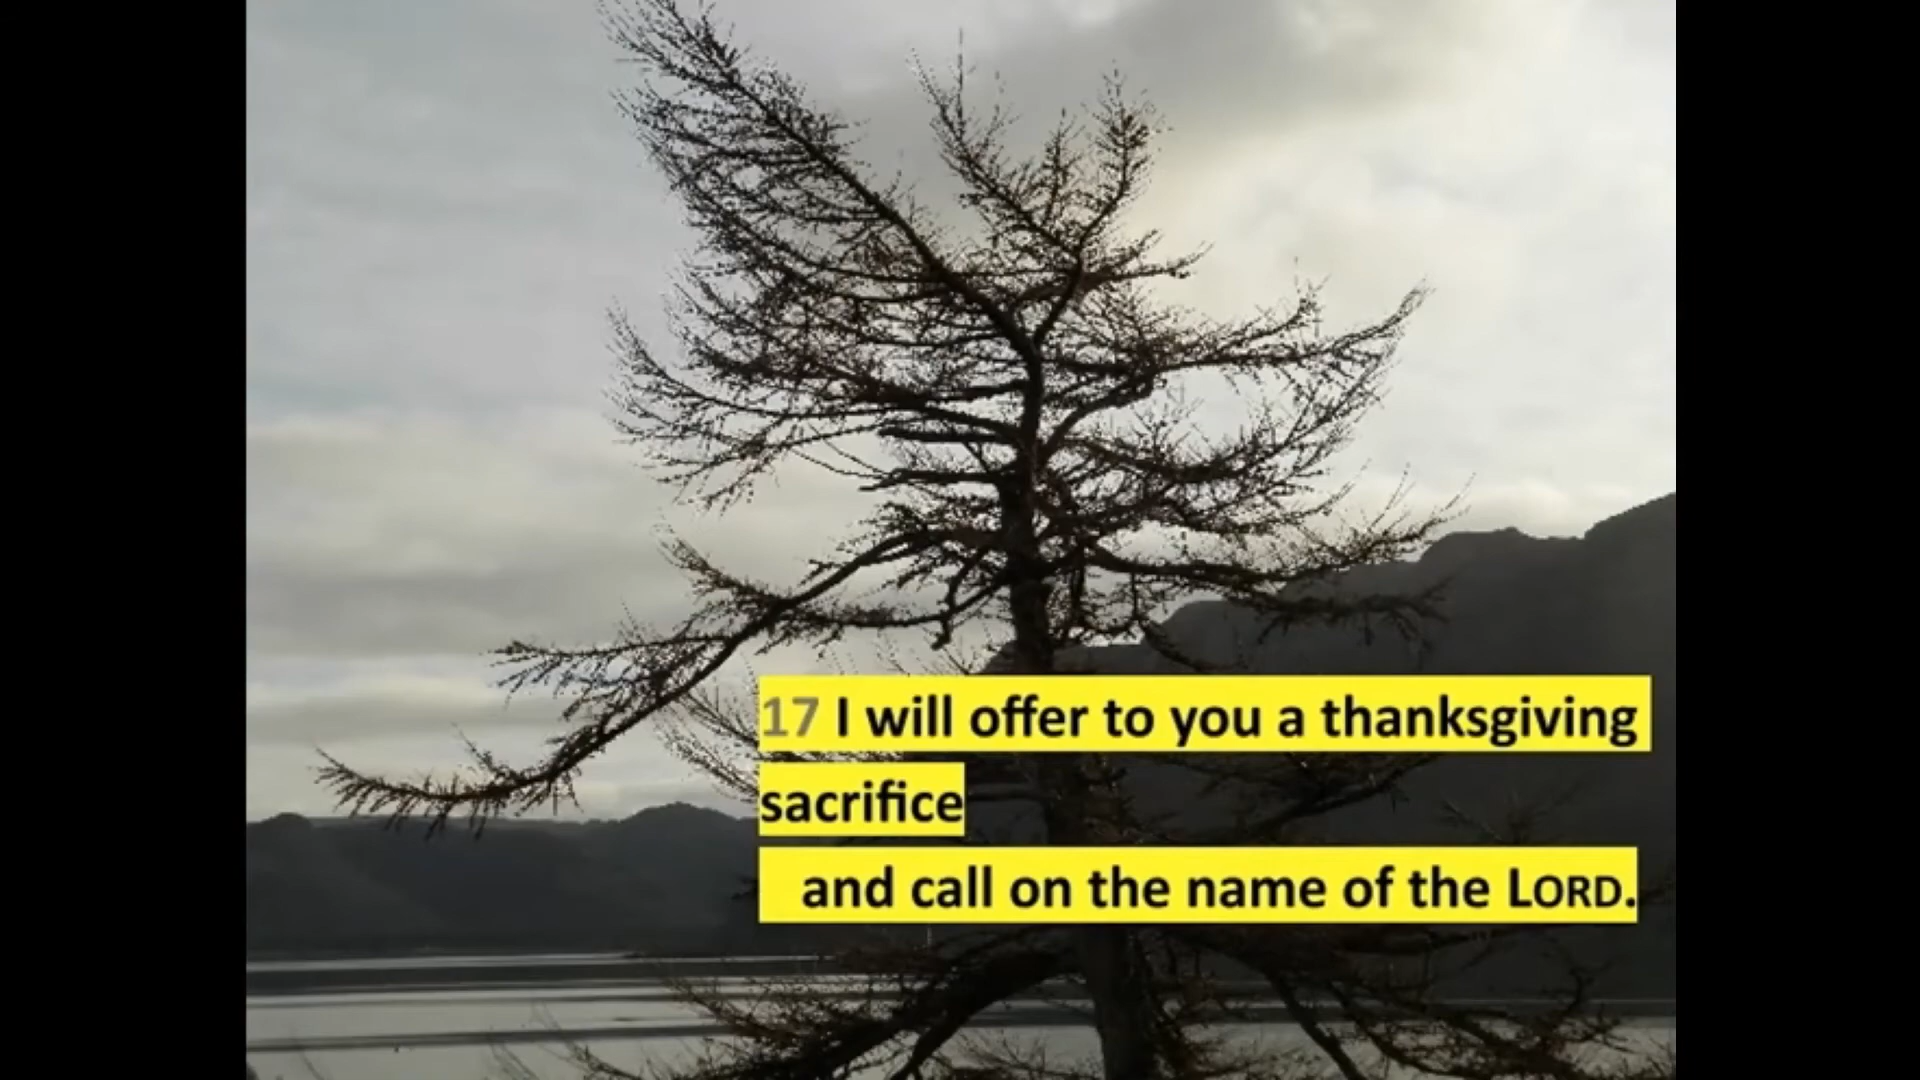 17 I will offer to you a thanksgiving
sacrifice
and call on the name of the LORD.